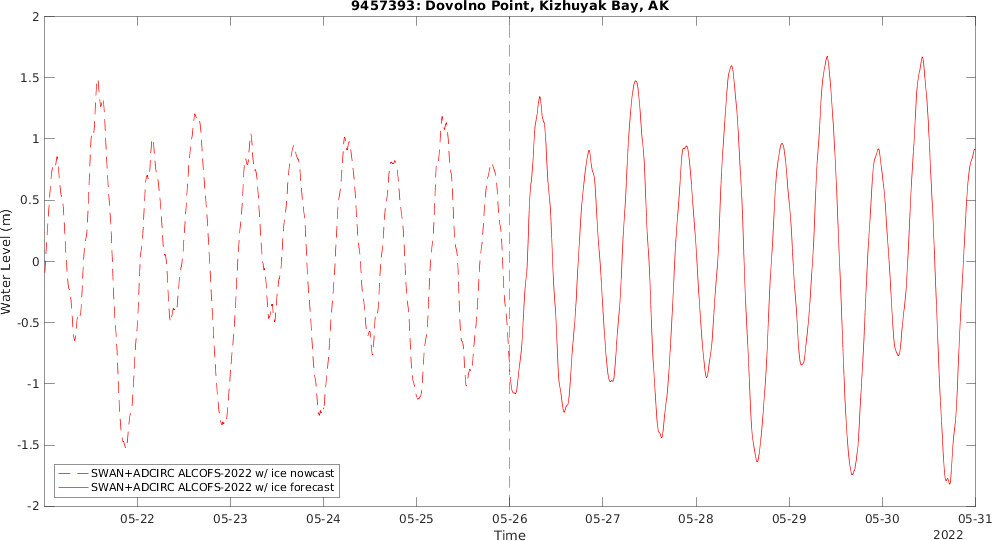 9457393: Dovolno Point, Kizhuyak Bay, AK
2
1.5
1
0.5
0
-0.5
-1
-1.5
-2
Water Level (m)
SWAN+ADCIRC ALCOFS-2022 w/ ice nowcast
SWAN+ADCIRC ALCOFS-2022 w/ ice forecast
05-22 05-23 05-24 05-25 05-26 05-27 05-28 05-29 05-30 05-31
Time
2022